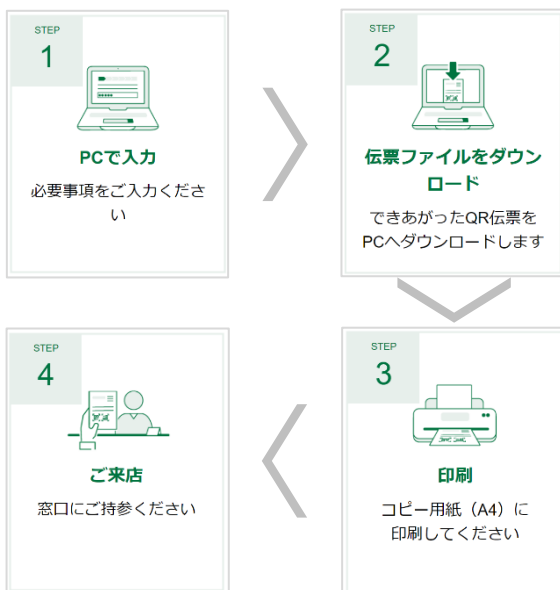 STEP
1
PCで入力
必要事項をご入力くださ
い
STEP
2
伝票ファイルをダウン
ロード
できあがったQR伝票を
PCへダウンロードします
STEP
3
印刷
コピー用紙（A4）に
印刷してください
STEP
4
ご来店
窓口にご持参ください